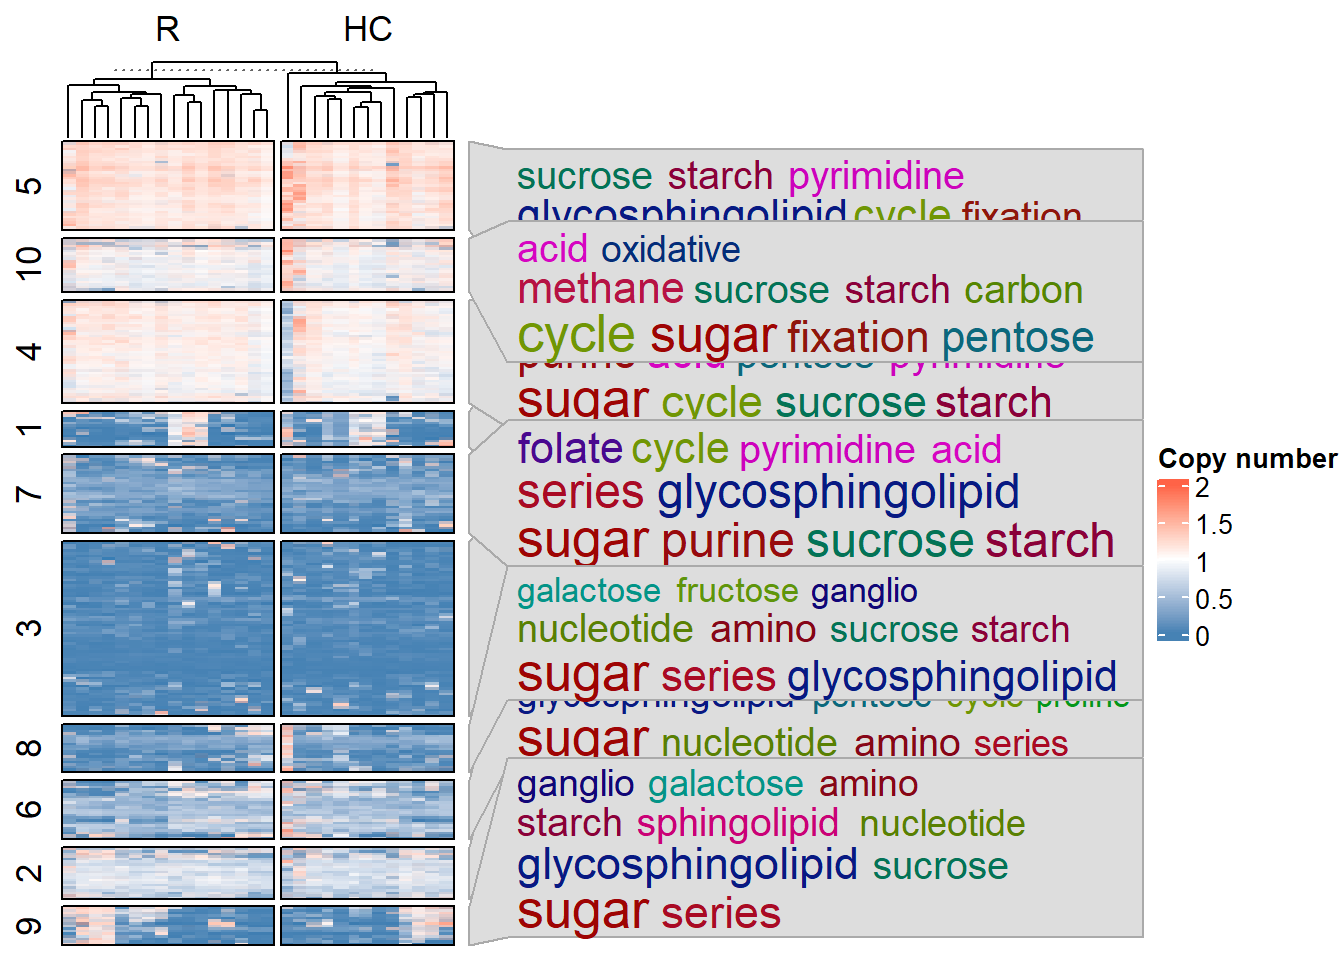 R HC
5
10
4
1
7
3
8
6
2
9
sucrose starch pyrimidine
glycosphingolipid cycle fixation
acid oxidative
methane sucrose starch carbon
cycle sugar fixation pentose
purine acid pentose pyrimidine
sugar cycle sucrose starch
folate cycle pyrimidine acid
series glycosphingolipid
sugar purine sucrose starch
galactose fructose ganglio
nucleotide amino sucrose starch
sugar series glycosphingolipid
glycosphingolipid pentose cycle proline
sugar nucleotide amino series
ganglio galactose amino
starch sphingolipid nucleotide
glycosphingolipid sucrose
sugar series
Copy number
2
1.5
1
0.5
0